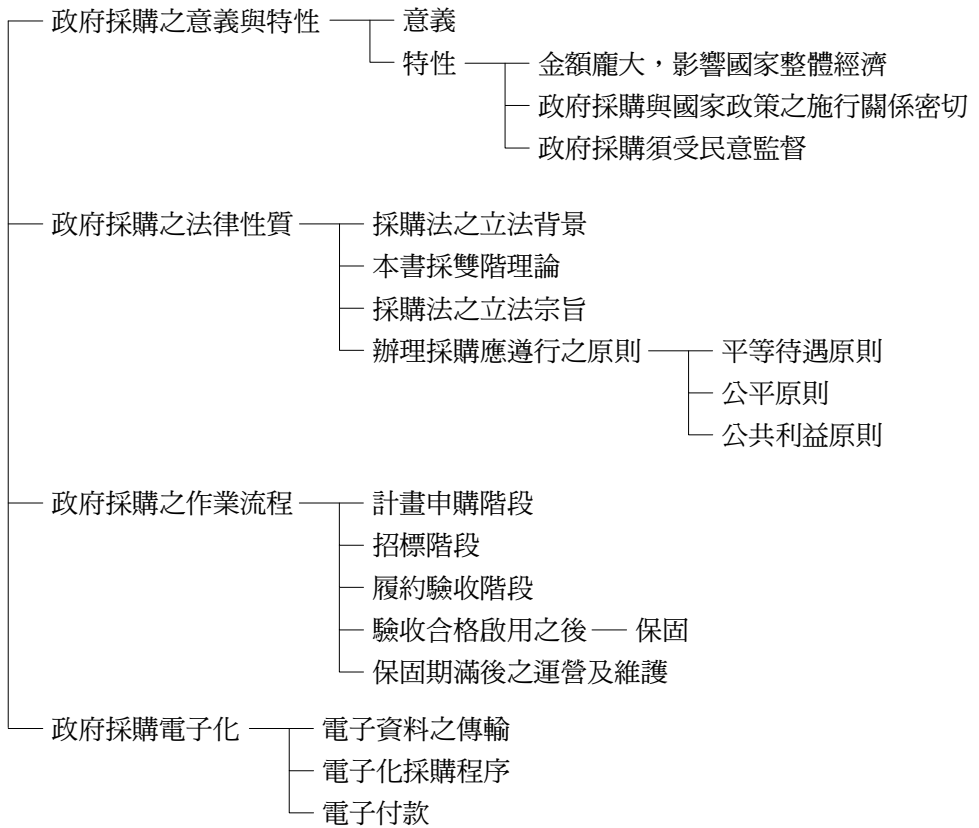 政府採購之意義與特性 意義
特性 金額龐大，影響國家整體經濟
政府採購與國家政策之施行關係密切
政府採購須受民意監督
政府採購之法律性質 採購法之立法背景
本書採雙階理論
採購法之立法宗旨
辦理採購應遵行之原則 平等待遇原則
公平原則
公共利益原則
政府採購之作業流程 計畫申購階段
招標階段
履約驗收階段
驗收合格啟用之後 保固
保固期滿後之運營及維護
政府採購電子化 電子資料之傳輸
電子化採購程序
電子付款